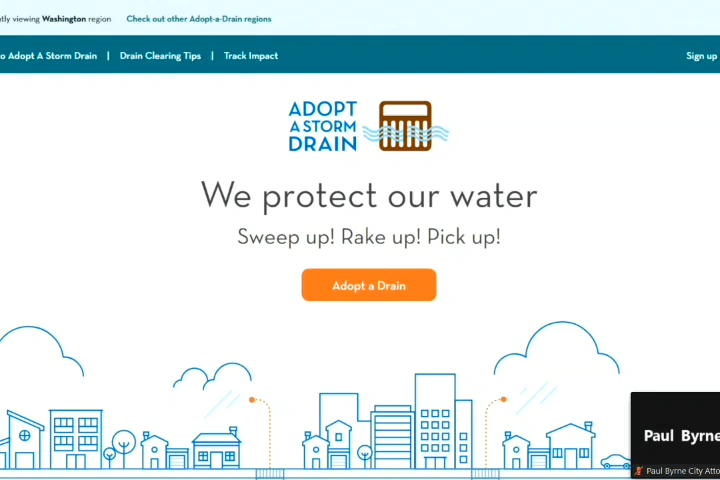 viewing Washington region Check out other Adopt-a-Drain regions
o Adopt A Storm Drain | Drain Clearing Tips | Track Impact Sign up
ADOPT
A STORM
DRAIN
We protect our water
Sweep up! Rake up! Pick up!
Adopt a Drain
Paul Byrne
Paul Byrne City Atto